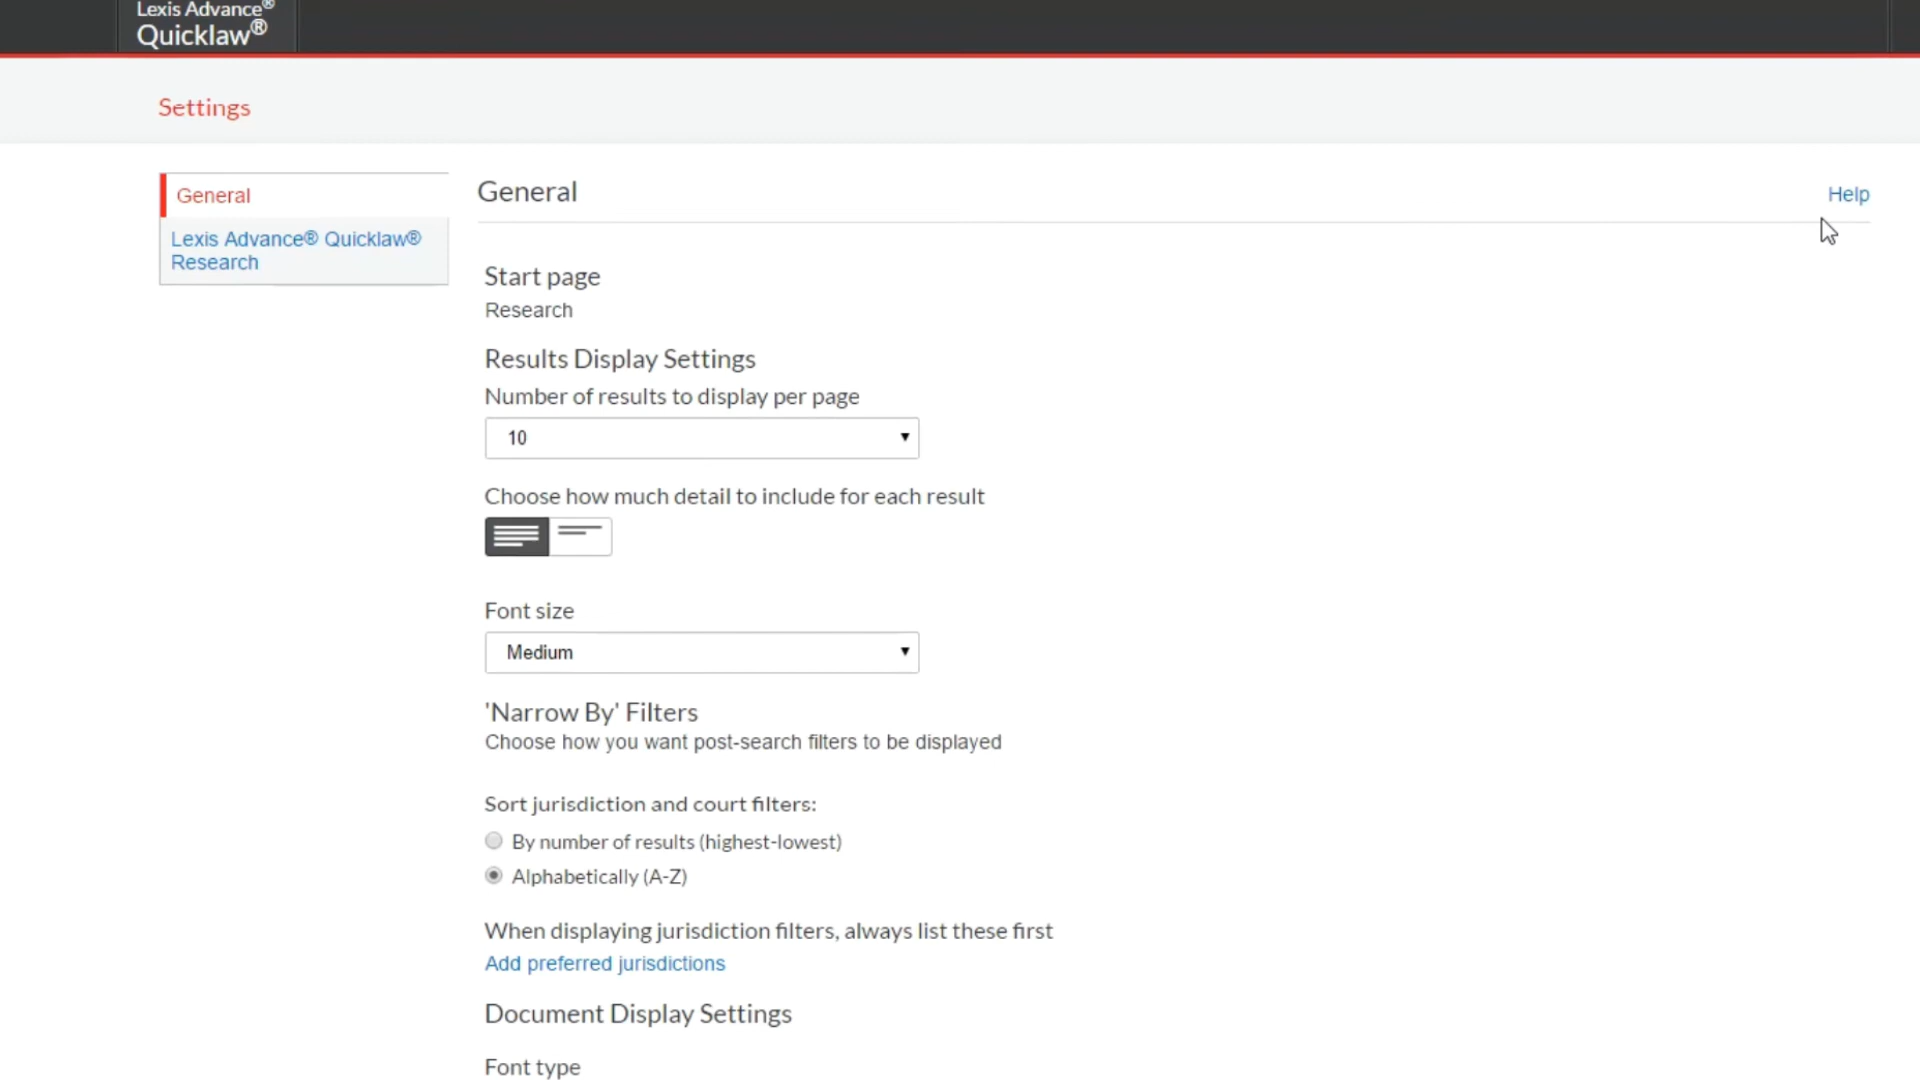 Lexis Advance®
Quicklaw®
Settings
General
Lexis Advance® Quicklaw®
Research
General
Help
Start page
Research
Results Display Settings
Number of results to display per page
10
Choose how much detail to include for each result
Font size
Medium
'Narrow By' Filters
Choose how you want post-search filters to be displayed
Sort jurisdiction and court filters:
By number of results (highest-lowest)
Alphabetically (A-Z)
When displaying jurisdiction filters, always list these first
Add preferred jurisdictions
Document Display Settings
Font type